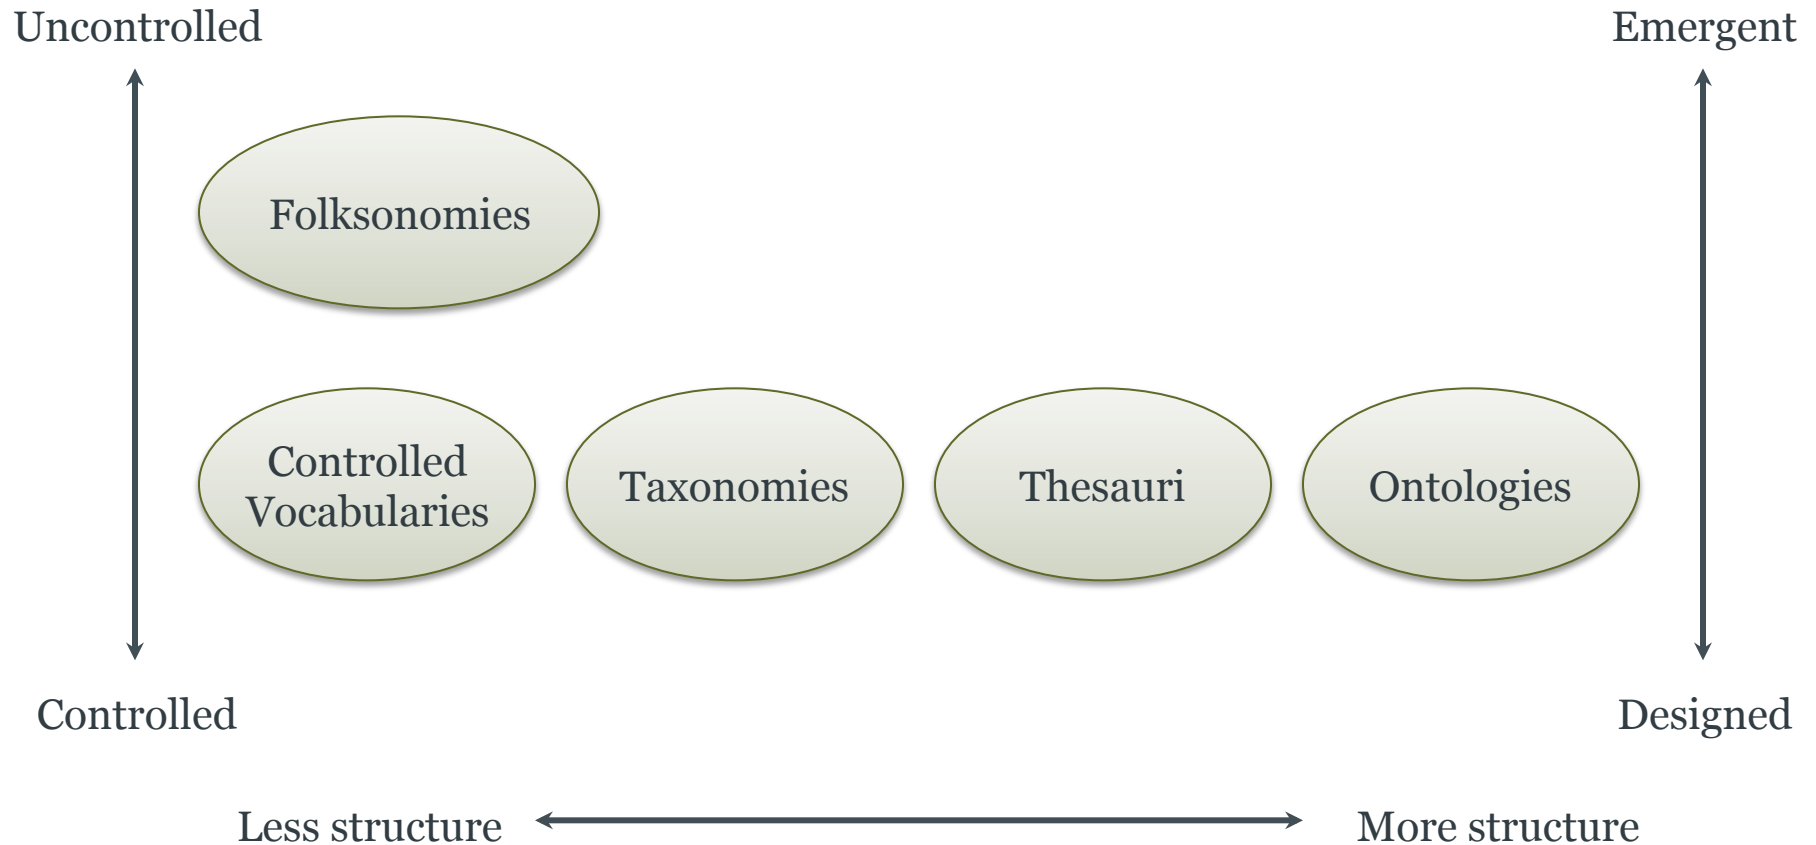 Uncontrolled
Emergent
Folksonomies
Controlled
Vocabularies
Taxonomies
Thesauri
Ontologies
Controlled
Designed
Less structure
More structure